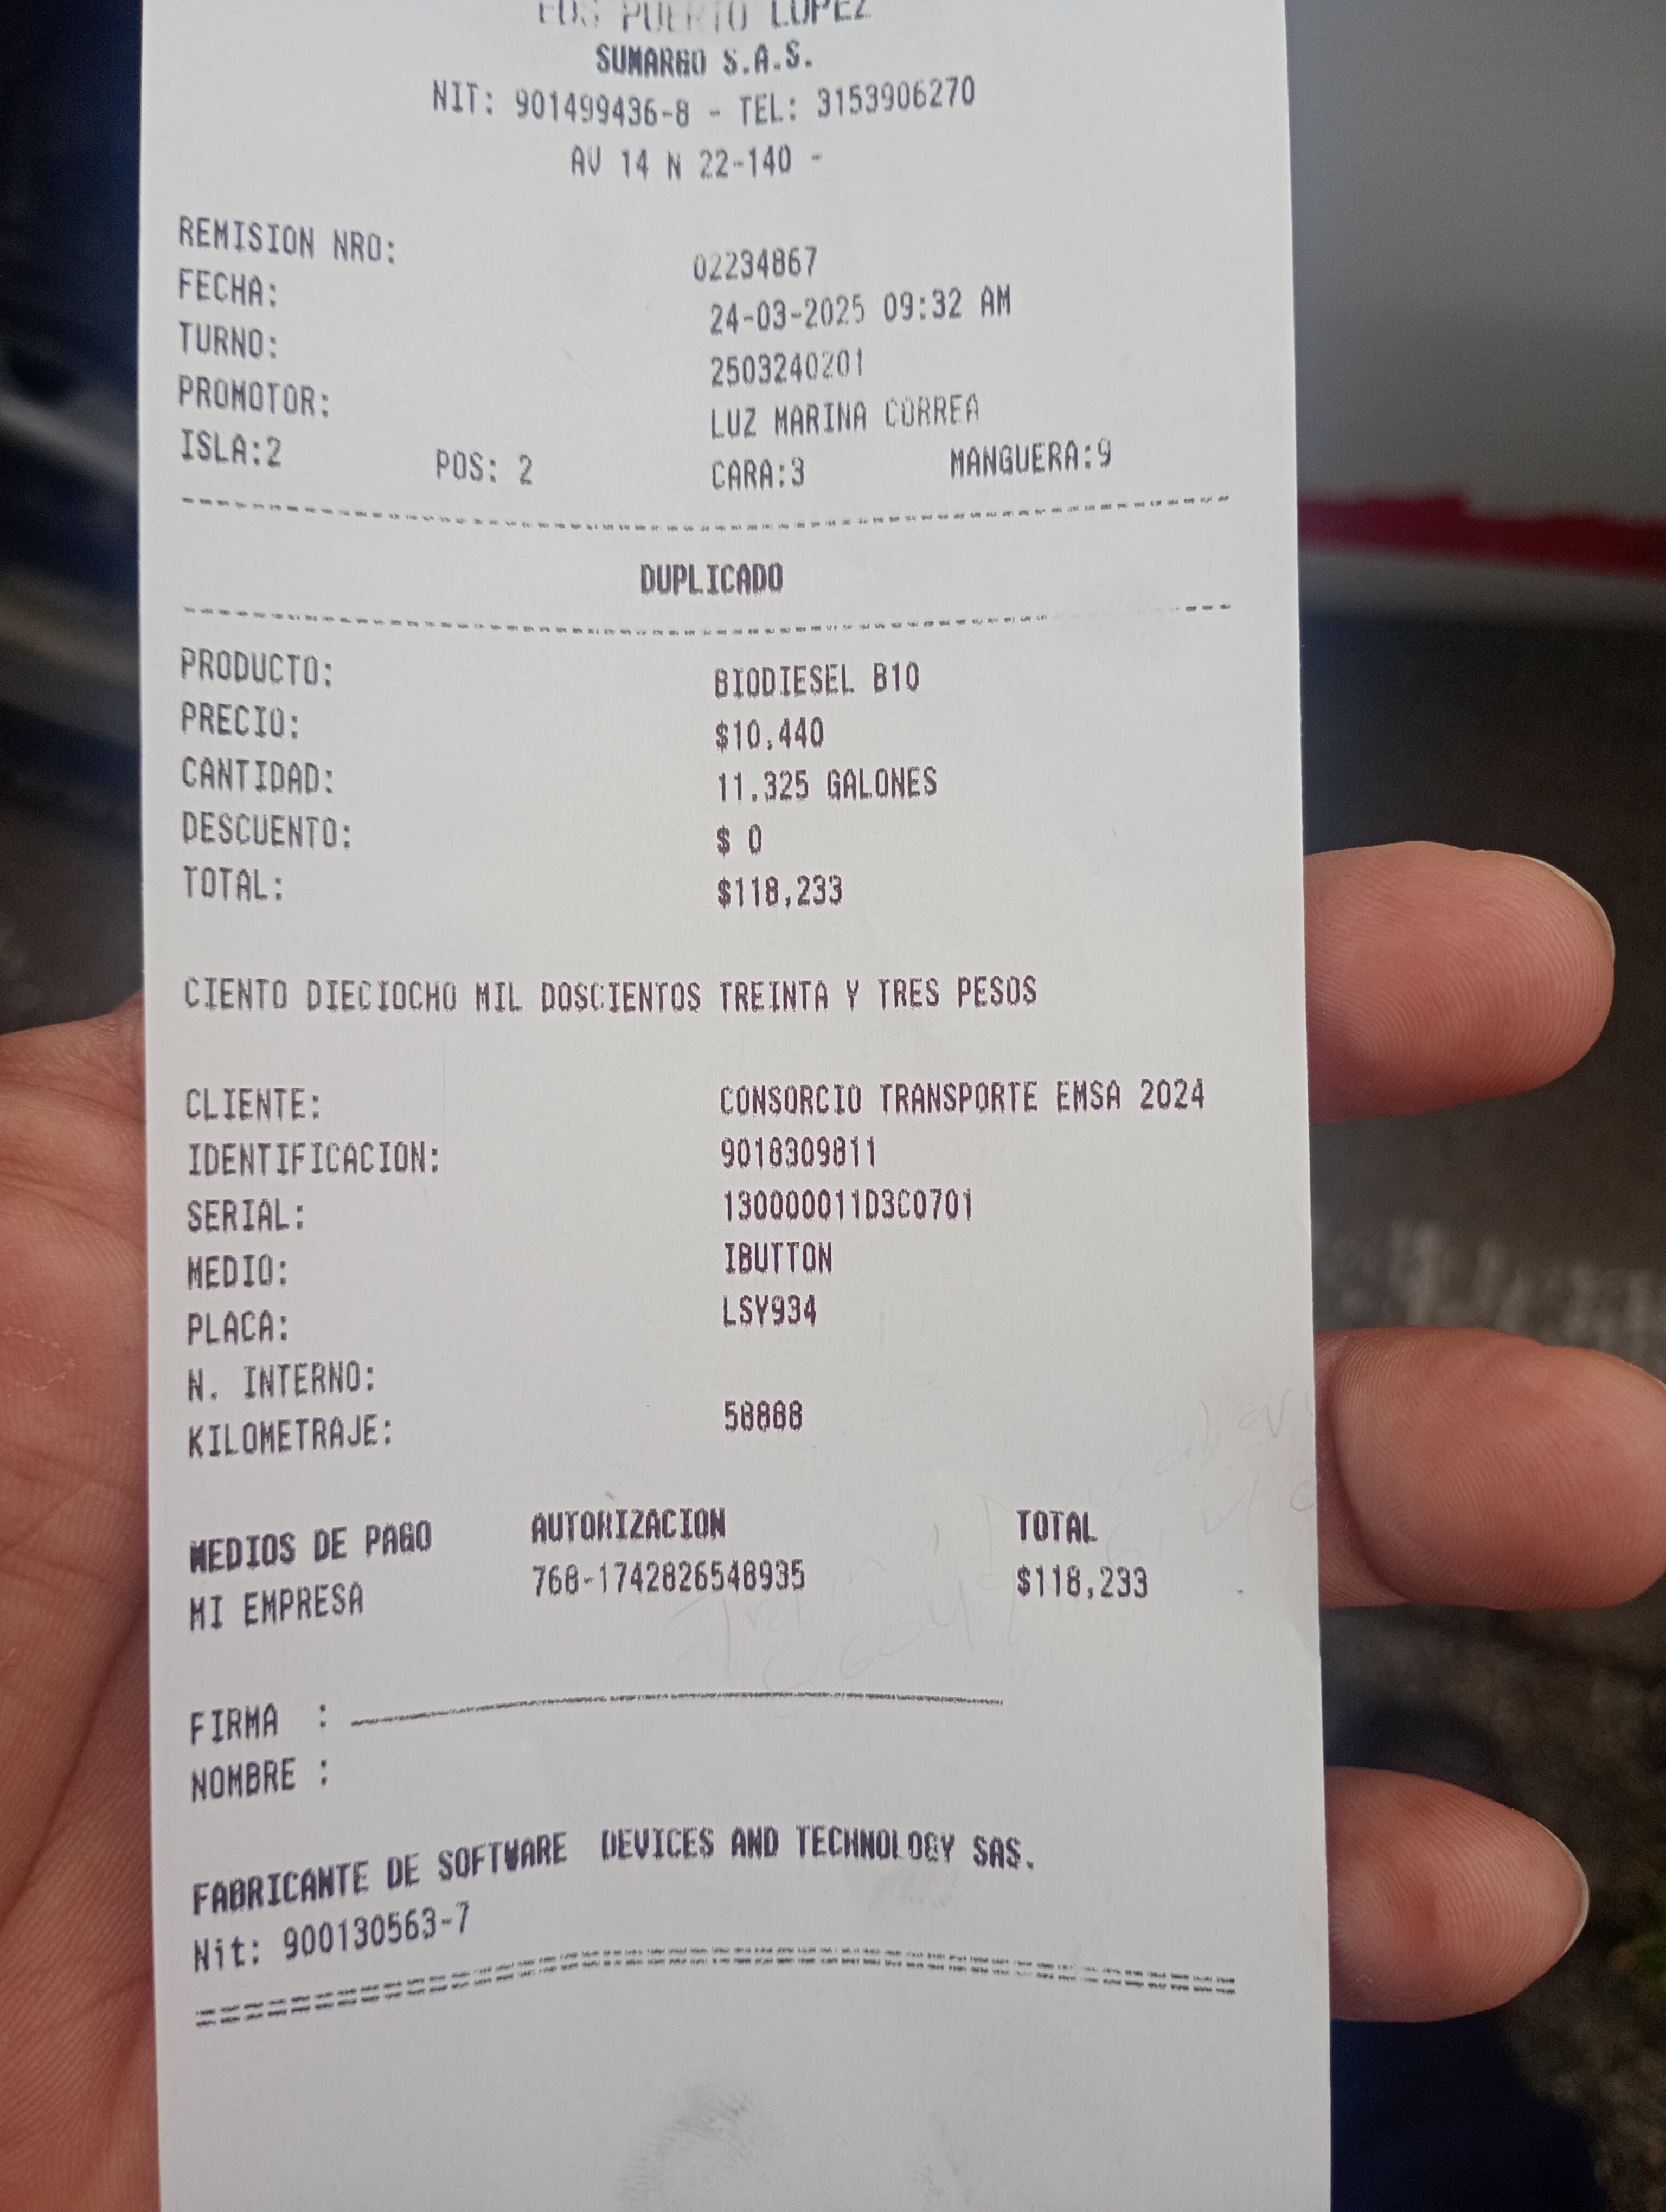 EDS PUERTO LOPEZ
SUMARGO S.A.S.
NIT: 901499436-8 - TEL: 3153906270
AV 14 N 22-140 -
REMISION NRO: 02234867
FECHA: 24-03-2025 09:32 AM
TURNO: 2503240201
PROMOTOR: LUZ MARINA CORREA
ISLA:2 POS: 2 CARA:3 MANGUERA:9
DUPLICADO
PRODUCTO: BIODIESEL B10
PRECIO: $10,440
CANTIDAD: 11.325 GALONES
DESCUENTO: $ 0
TOTAL: $118,233
CIENTO DIECIOCHO MIL DOSCIENTOS TREINTA Y TRES PESOS
CLIENTE: CONSORCIO TRANSPORTE EMSA 2024
IDENTIFICACION: 9018309811
SERIAL: 130000011D3C0701
MEDIO: IBUTTON
PLACA: LSY934
N. INTERNO:
KILOMETRAJE: 58888
MEDIOS DE PAGO AUTORIZACION TOTAL
MI EMPRESA 768-1742826548935 $118,233
FIRMA :
NOMBRE :
FABRICANTE DE SOFTWARE DEVICES AND TECHNOLOGY SAS.
Nit: 900130563-7